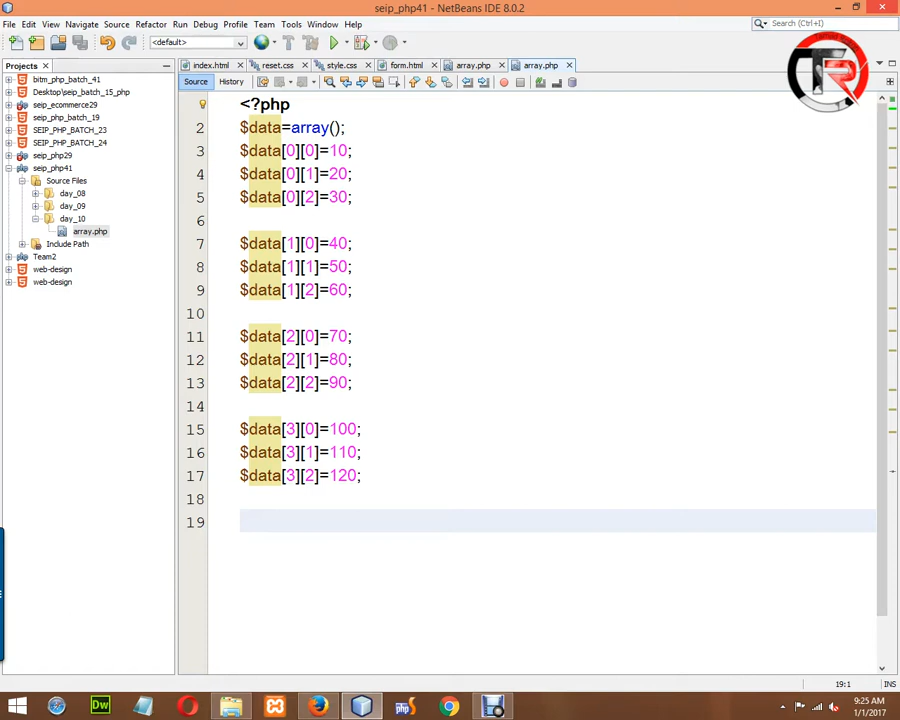 seip_php41 - NetBeans IDE 8.0.2
File Edit View Navigate Source Refactor Run Debug Profile Team Tools Window Help
Search (Ctrl+I)
<default>
Projects
index.html reset.css style.css form.html array.php array.php
Source History
bitm_php_batch_41
Desktop\seip_batch_15_php
seip_ecommerce29
seip_php_batch_19
SEIP_PHP_BATCH_23
SEIP_PHP_BATCH_24
seip_php29
seip_php41
Source Files
day_08
day_09
day_10
array.php
Include Path
Team2
web-design
web-design
<?php
2 $data=array();
3 $data[0][0]=10;
4 $data[0][1]=20;
5 $data[0][2]=30;
6
7 $data[1][0]=40;
8 $data[1][1]=50;
9 $data[1][2]=60;
10
11 $data[2][0]=70;
12 $data[2][1]=80;
13 $data[2][2]=90;
14
15 $data[3][0]=100;
16 $data[3][1]=110;
17 $data[3][2]=120;
18
19
19:1 INS
Dw
php
9:25 AM
1/1/2017